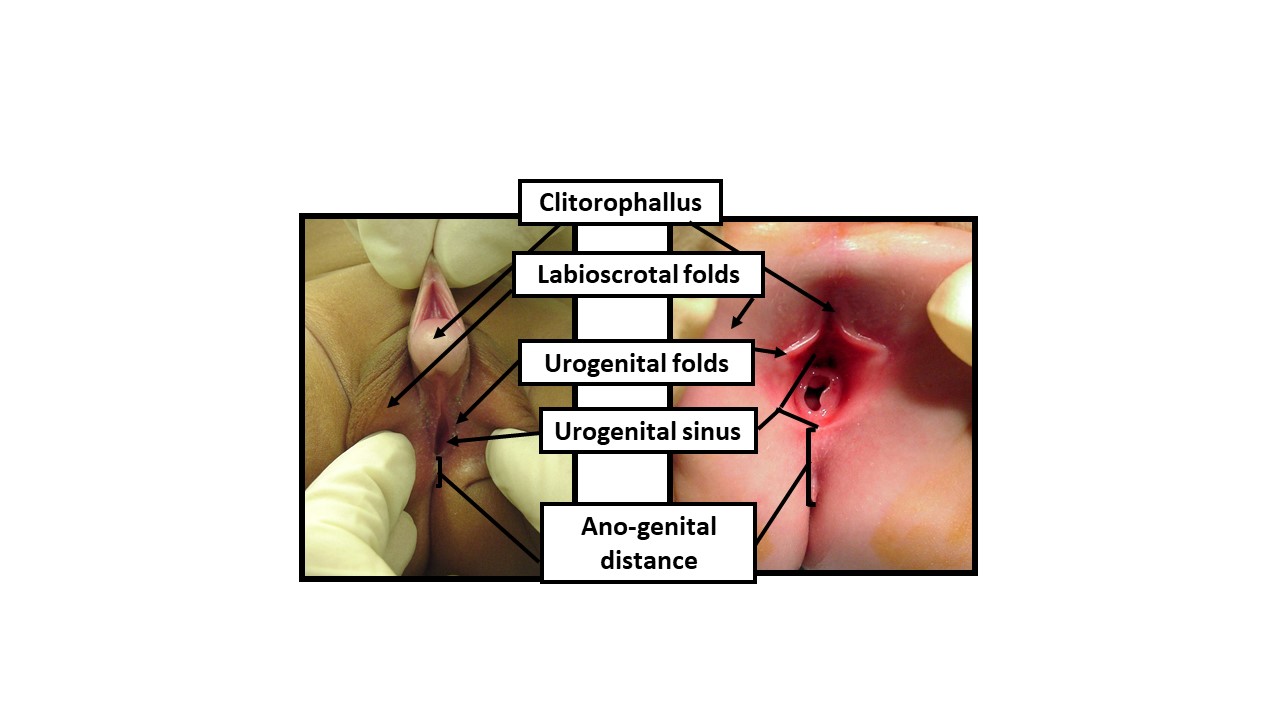 Clitorophallus
Labioscrotal folds
Urogenital folds
Urogenital sinus
Ano-genital
distance